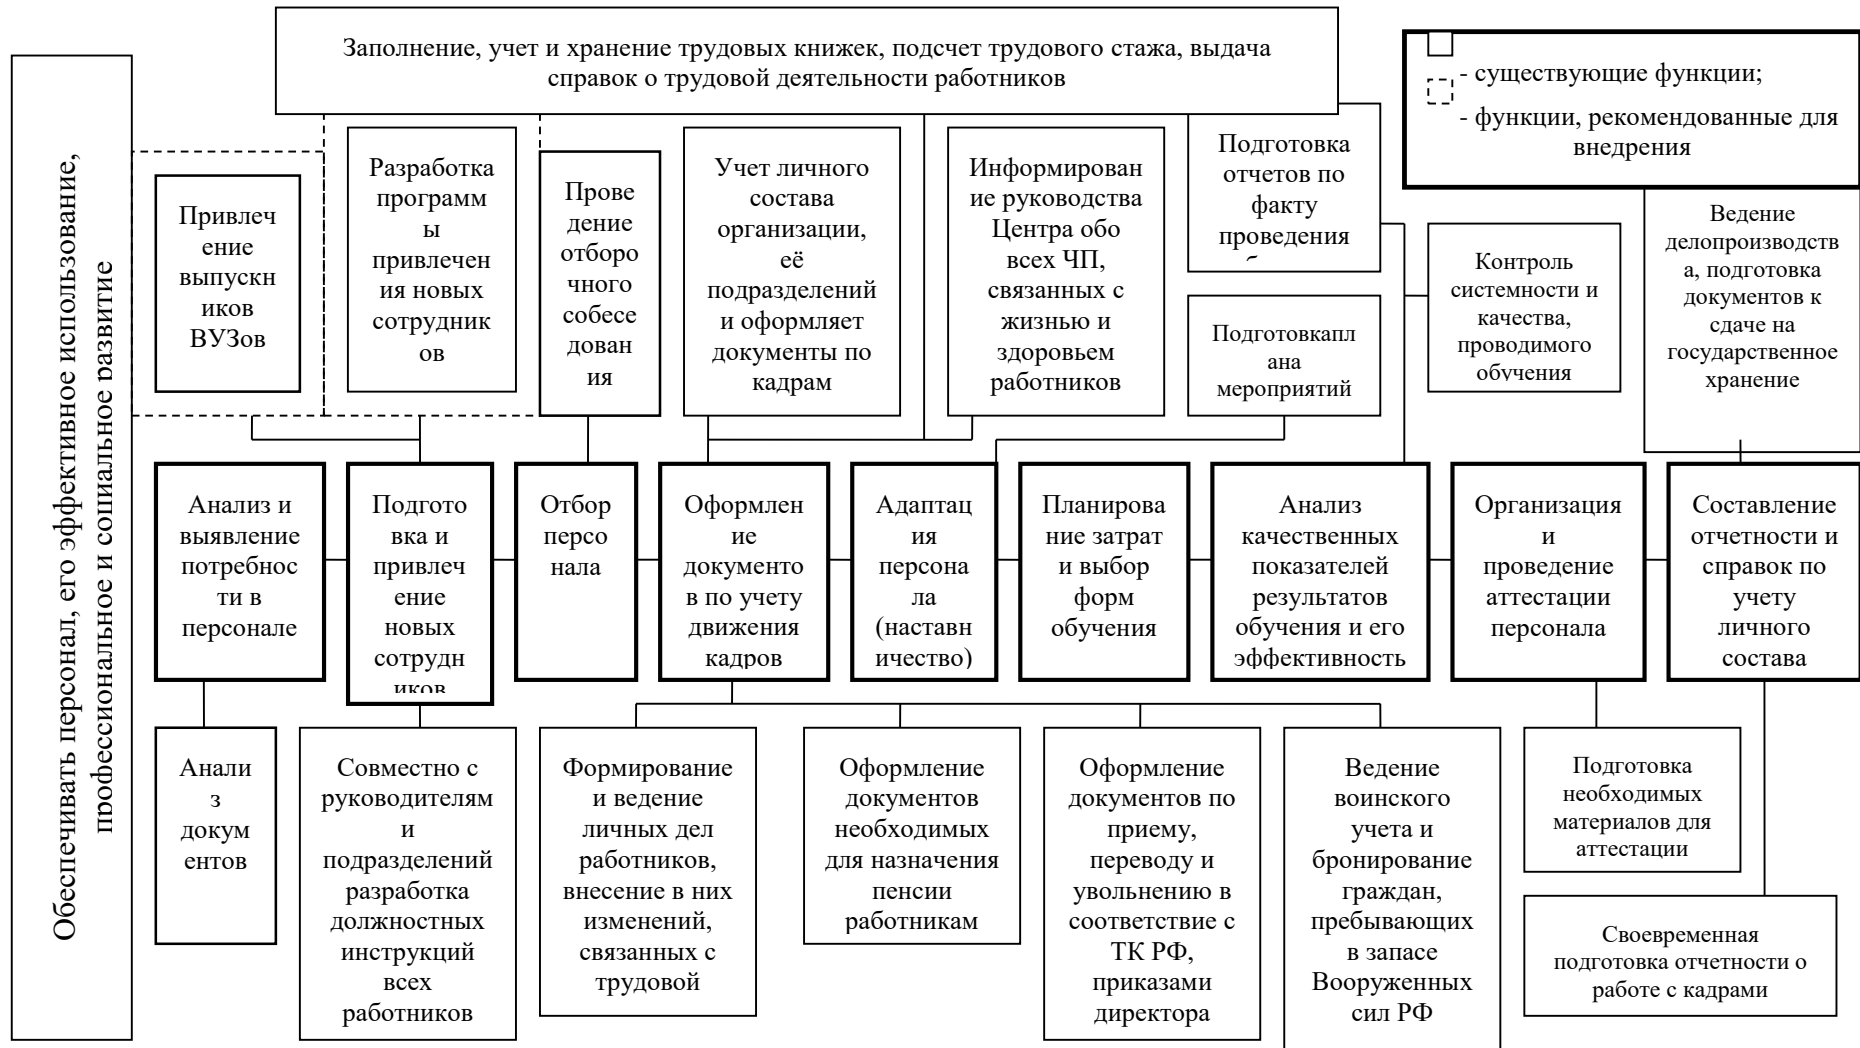 Заполнение, учет и хранение трудовых книжек, подсчет трудового стажа, выдача
справок о трудовой деятельности работников
- существующие функции;
- функции, рекомендованные для
внедрения
Обеспечивать персонал, его эффективное использование,
профессиональное и социальное развитие
Привлеч
ение
выпускн
иков
ВУЗов
Разработка
программ
ы
привлечен
ия новых
сотрудник
ов
Прове
дение
отборо
чного
собесе
дован
ия
Учет личного
состава
организации,
её
подразделений
и оформляет
документы по
кадрам
Информирован
ие руководства
Центра обо
всех ЧП,
связанных с
жизнью и
здоровьем
работников
Подготовка
отчетов по
факту
проведения
Подготовкапл
ана
мероприятий
Контроль
системности и
качества,
проводимого
обучения
Ведение
делопроизводств
а, подготовка
документов к
сдаче на
государственное
хранение
Анализ и
выявление
потребнос
ти в
персонале
Подгото
вка и
привлеч
ение
новых
сотрудн
иков
Отбор
персо
нала
Оформлен
ие
документо
в по учету
движения
кадров
Адаптац
ия
персона
ла
(наставн
ичество)
Планирова
ние затрат
и выбор
форм
обучения
Анализ
качественных
показателей
результатов
обучения и его
эффективность
Организация
и
проведение
аттестации
персонала
Составление
отчетности и
справок по
учету
личного
состава
Анали
з
докум
ентов
Совместно с
руководителям
и
подразделений
разработка
должностных
инструкций
всех
работников
Формирование
и ведение
личных дел
работников,
внесение в них
изменений,
связанных с
трудовой
Оформление
документов
необходимых
для назначения
пенсии
работникам
Оформление
документов по
приему,
переводу и
увольнению в
соответствие с
ТК РФ,
приказами
директора
Ведение
воинского
учета и
бронирование
граждан,
пребывающих
в запасе
Вооруженных
сил РФ
Подготовка
необходимых
материалов для
аттестации
Своевременная
подготовка отчетности о
работе с кадрами